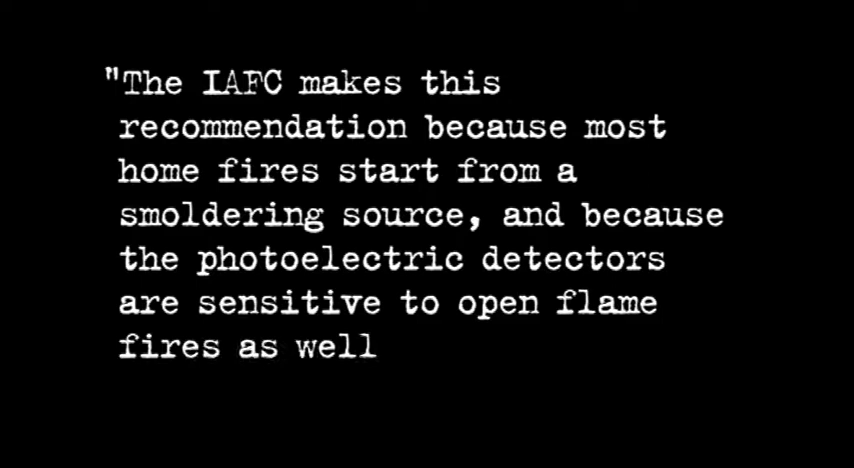 "The IAFC makes this
recommendation because most
home fires start from a
smoldering source, and because
the photoelectric detectors
are sensitive to open flame
fires as well